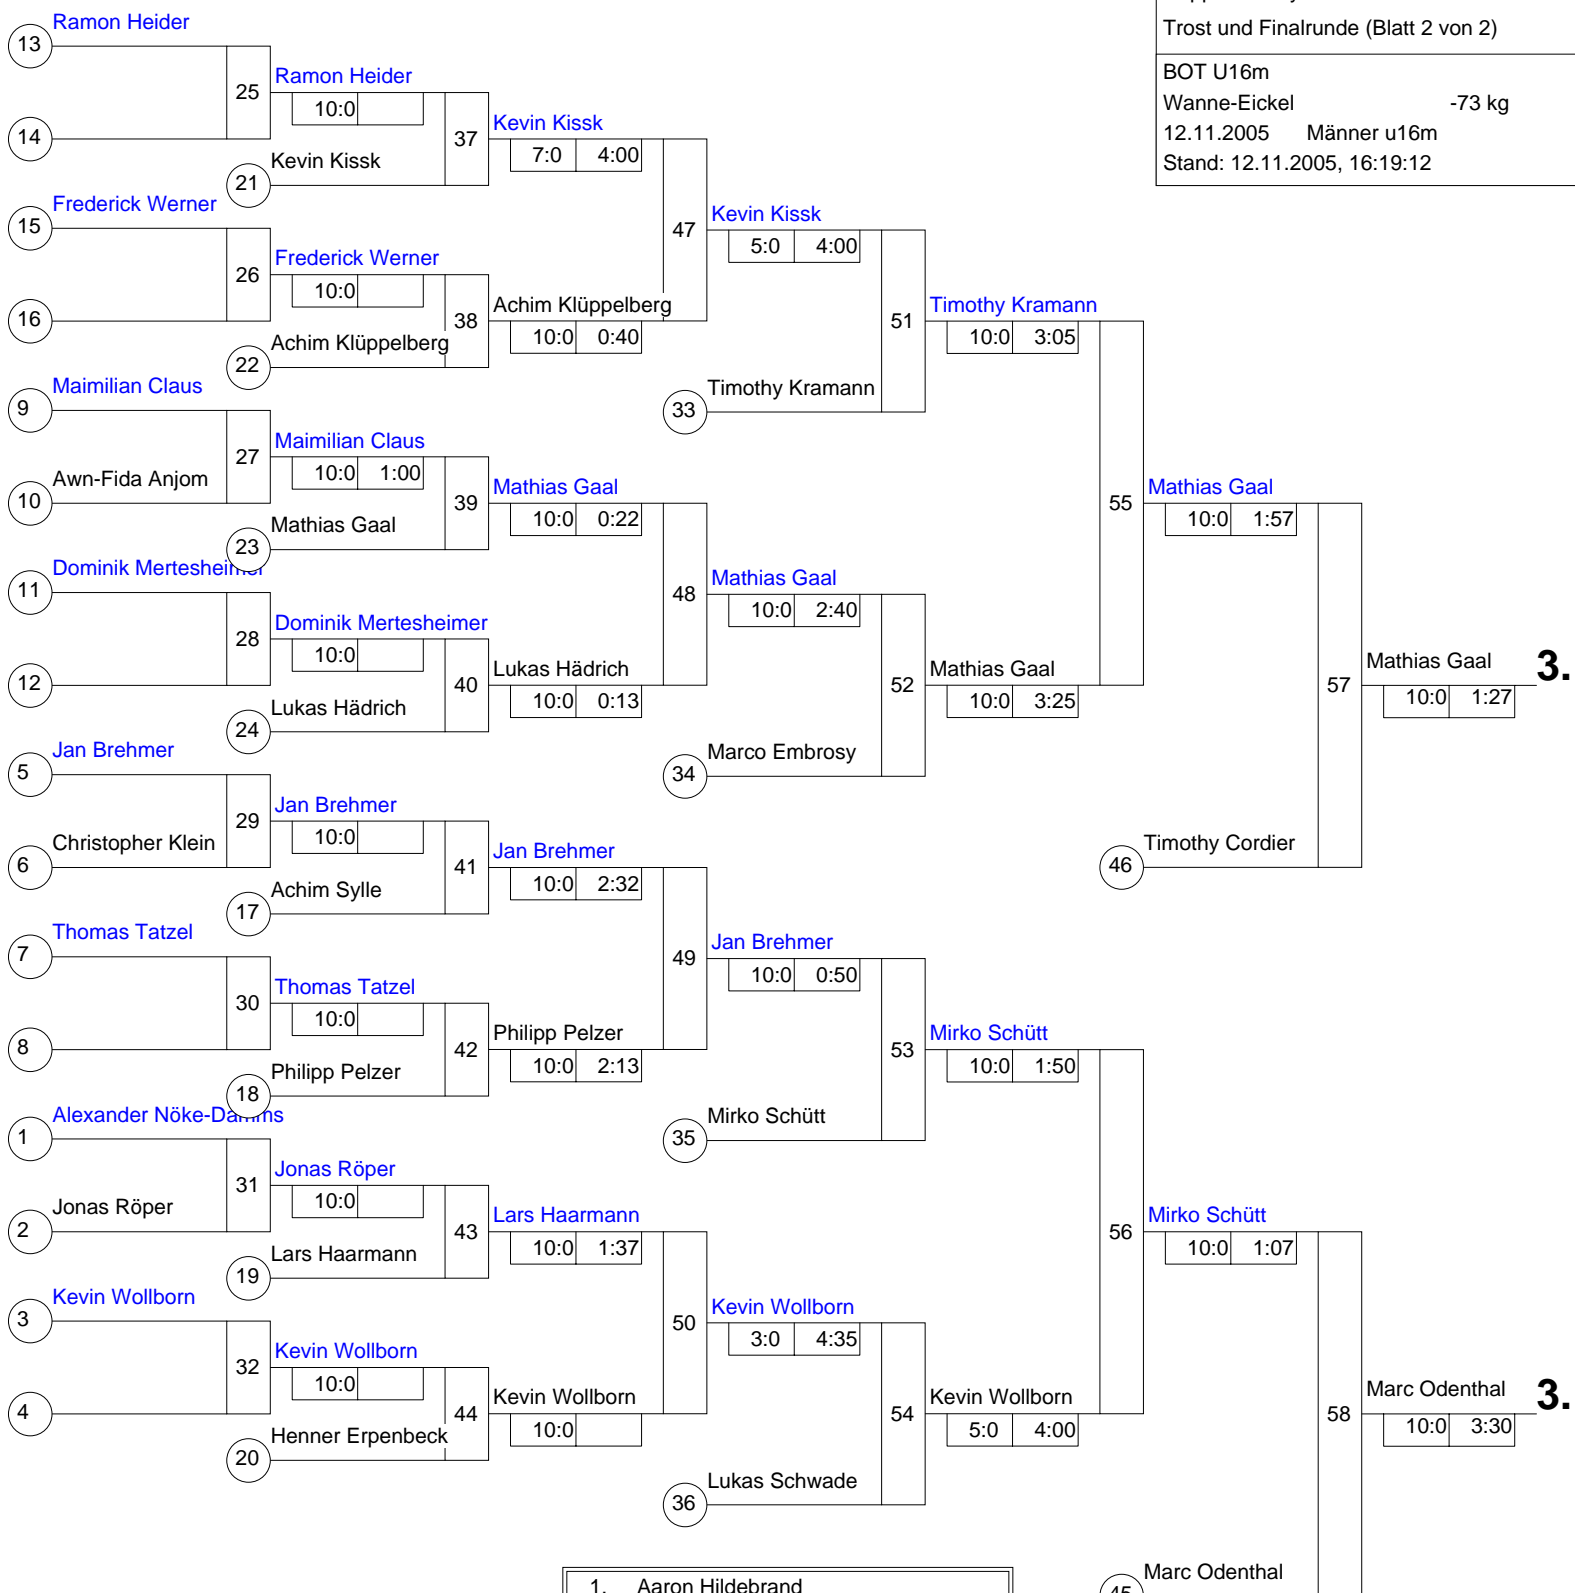 Trost und Finalrunde (Blatt 2 von 2)
BOT U16m
Wanne-Eickel -73 kg
12.11.2005 Männer u16m
Stand: 12.11.2005, 16:19:12
Ramon Heider
13
25
Ramon Heider
10:0
14
37
Kevin Kissk
7:0 4:00
Kevin Kissk
21
Frederick Werner
15
47
Kevin Kissk
5:0 4:00
26
Frederick Werner
10:0
16
38
Achim Klüppelberg
10:0 0:40
Achim Klüppelberg
22
51
Timothy Kramann
10:0 3:05
Maimilian Claus
9
Timothy Kramann
33
27
Maimilian Claus
10:0 1:00
Awn-Fida Anjom
10
39
Mathias Gaal
10:0 0:22
Mathias Gaal
23
55
Mathias Gaal
10:0 1:57
Dominik Mertesheimer
11
48
Mathias Gaal
10:0 2:40
28
Dominik Mertesheimer
10:0
12
40
Lukas Hädrich
10:0 0:13
Lukas Hädrich
24
52
Mathias Gaal
10:0 3:25
57
Mathias Gaal 3.
10:0 1:27
Jan Brehmer
5
Marco Embrosy
34
29
Jan Brehmer
10:0
Christopher Klein
6
41
Jan Brehmer
10:0 2:32
Timothy Cordier
46
Achim Sylle
17
Thomas Tatzel
7
49
Jan Brehmer
10:0 0:50
30
Thomas Tatzel
10:0
8
42
Philipp Pelzer
10:0 2:13
Philipp Pelzer
18
53
Mirko Schütt
10:0 1:50
Alexander Nöke-Damms
1
Mirko Schütt
35
31
Jonas Röper
10:0
Jonas Röper
2
43
Lars Haarmann
10:0 1:37
Lars Haarmann
19
56
Mirko Schütt
10:0 1:07
Kevin Wollborn
3
50
Kevin Wollborn
3:0 4:35
32
Kevin Wollborn
10:0
4
44
Kevin Wollborn
10:0
Henner Erpenbeck
20
54
Kevin Wollborn
5:0 4:00
58
Marc Odenthal 3.
10:0 3:30
Lukas Schwade
36
Marc Odenthal
45
1. Aaron Hildebrand